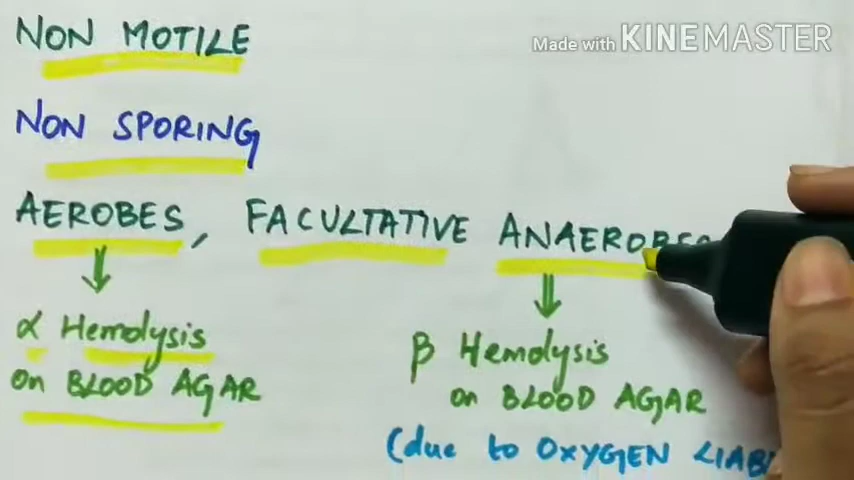 Made with KINEMASTER
NON MOTILE
NON SPORING
AEROBES, FACULTATIVE
α Hemolysis
on BLOOD AGAR
β Hemolysis
on BLOOD AGAR
(due to OXYGEN